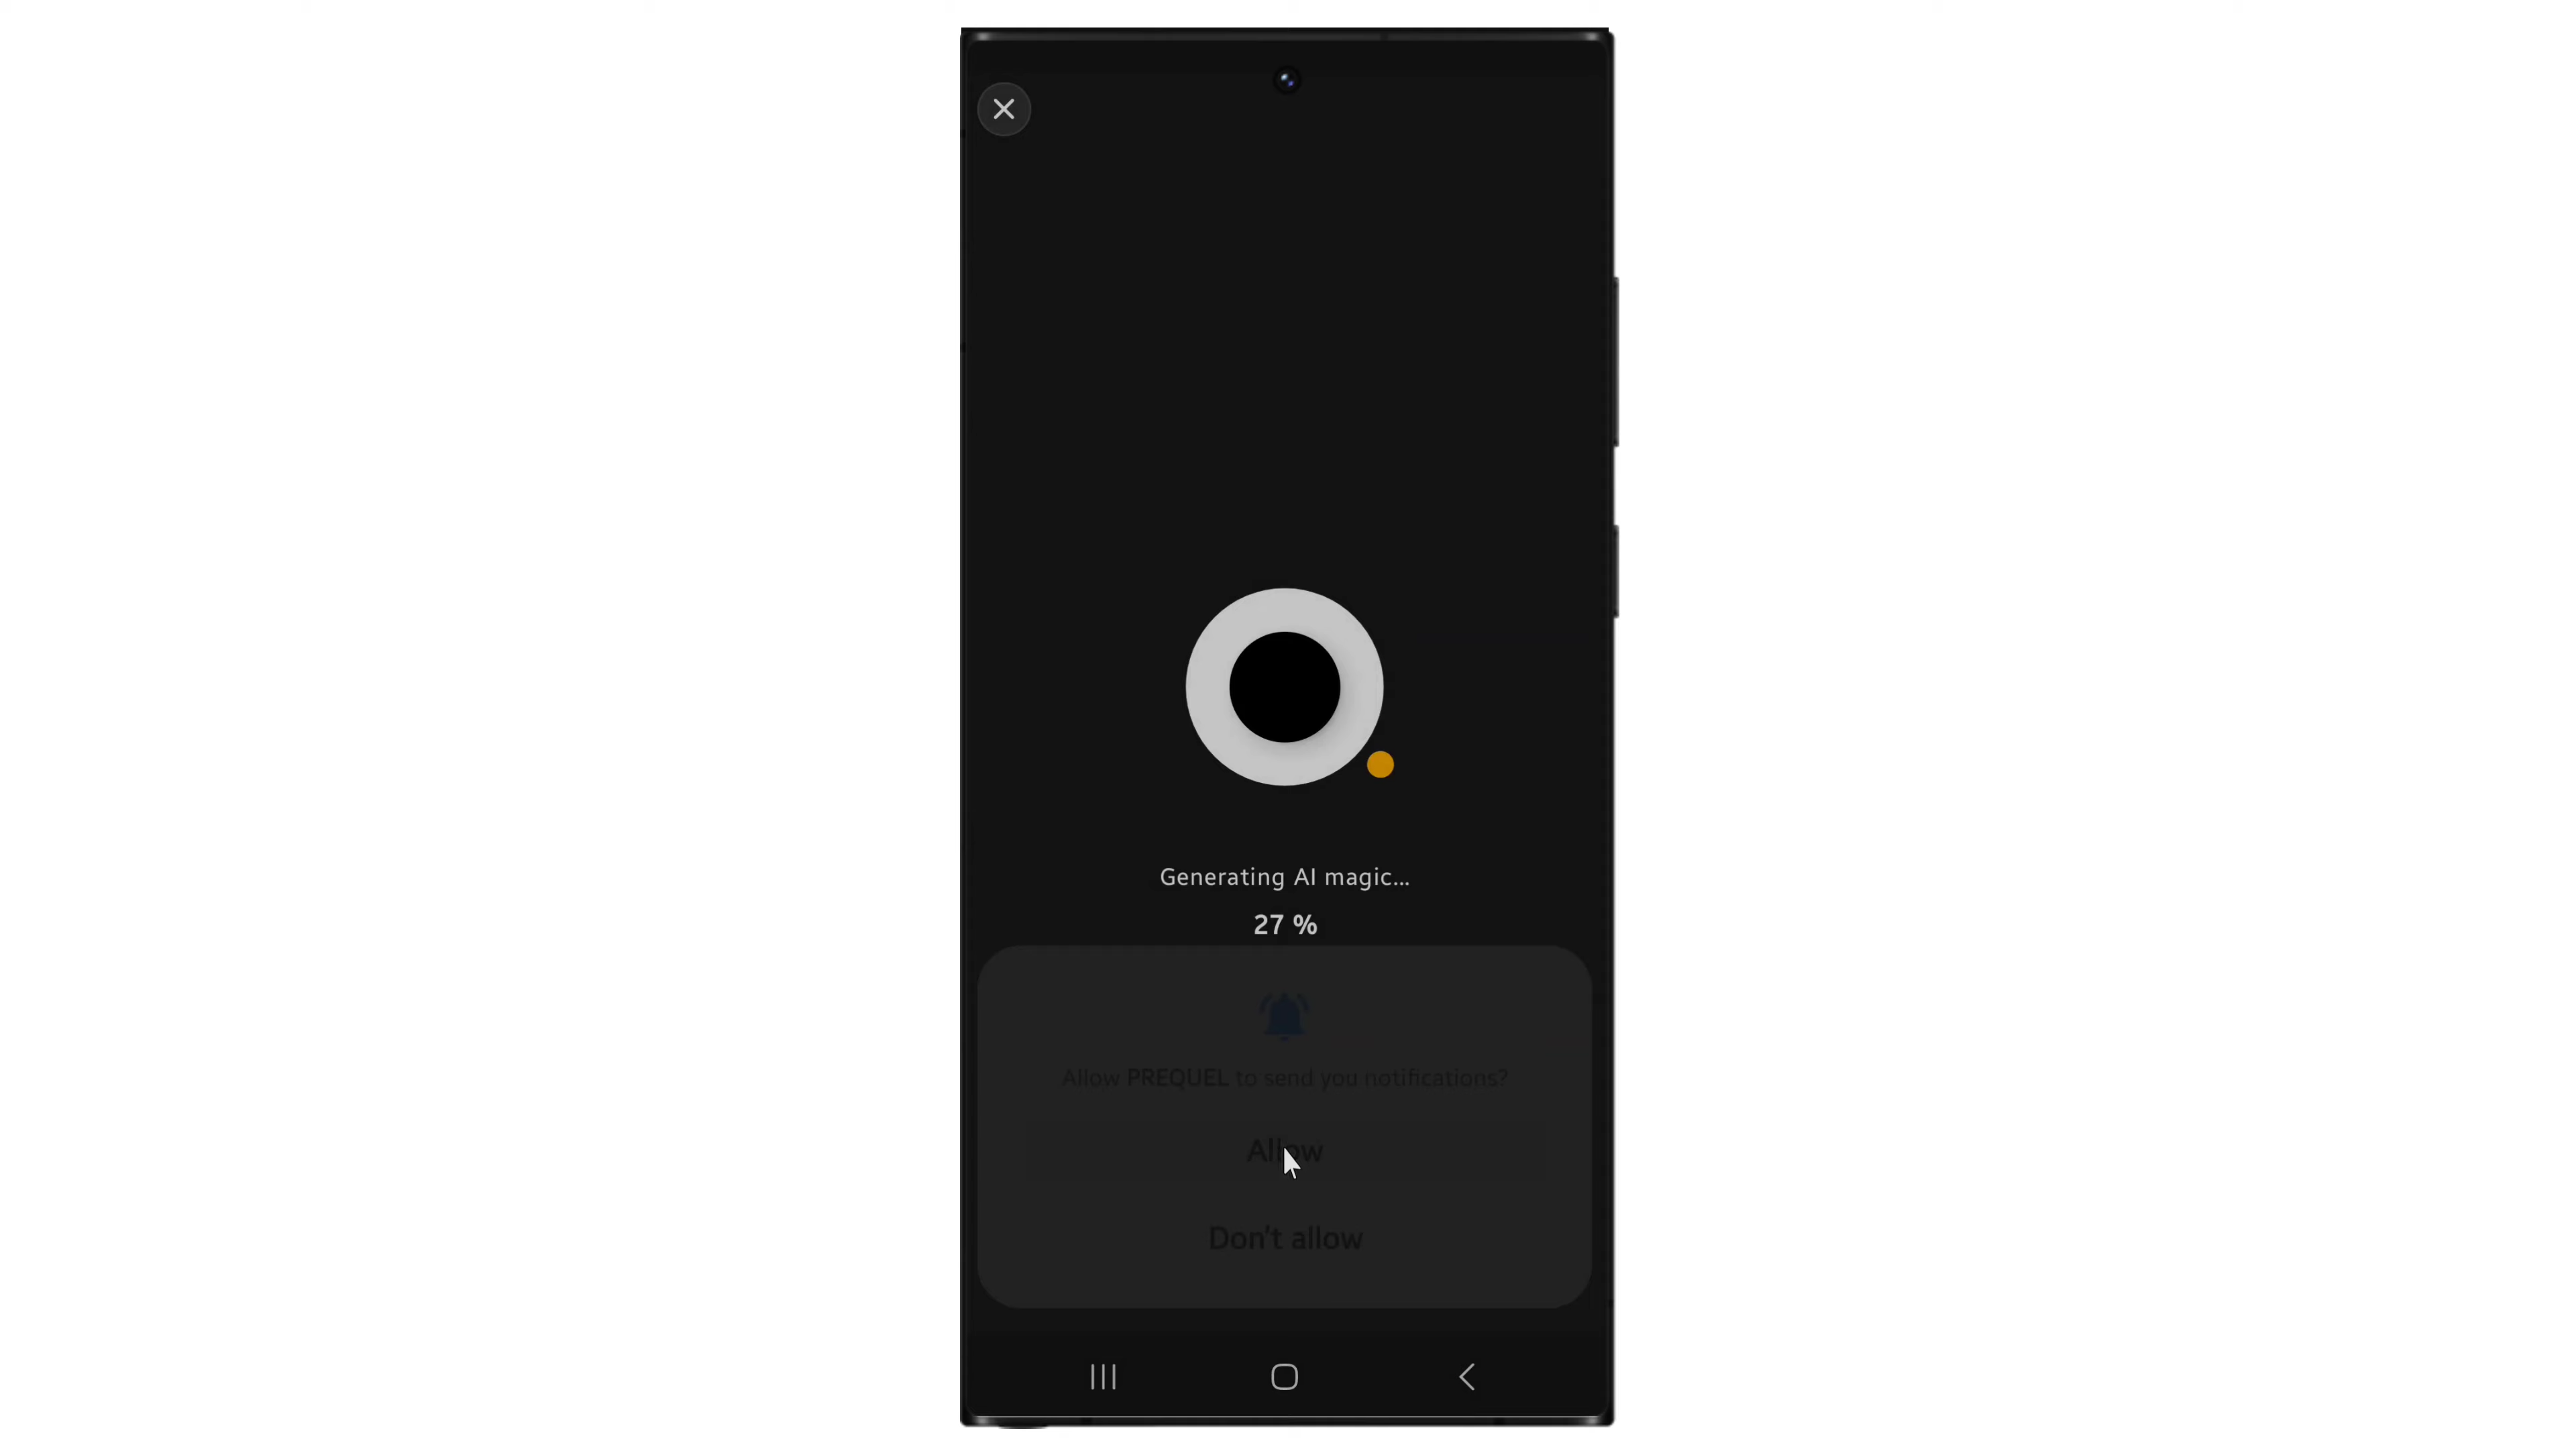 Generating AI magic...
27 %
Allow PREQUEL to send you notifications?
Allow
Don't allow